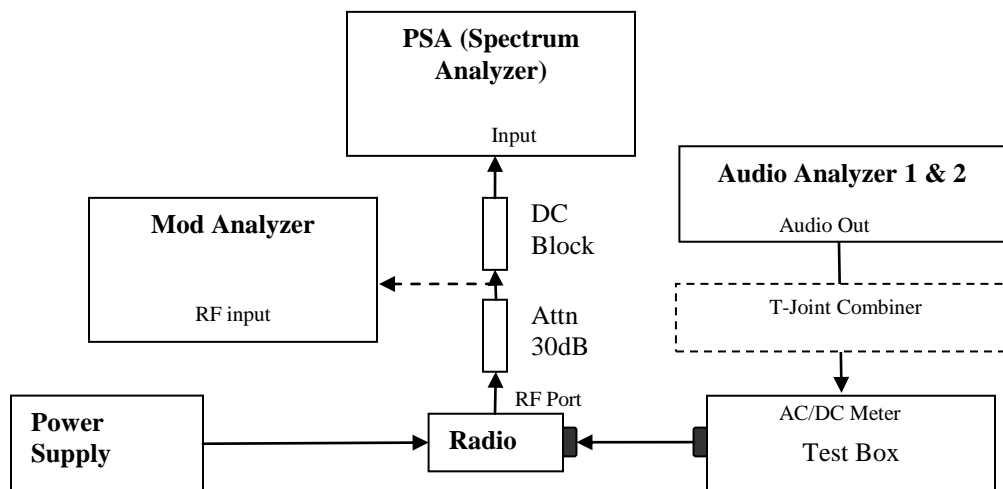 PSA (Spectrum
Analyzer)
Input
Audio Analyzer 1 & 2
Audio Out
DC
Block
Mod Analyzer
RF input
T-Joint Combiner
Attn
30dB
RF Port
Power
Supply
Radio
AC/DC Meter
Test Box